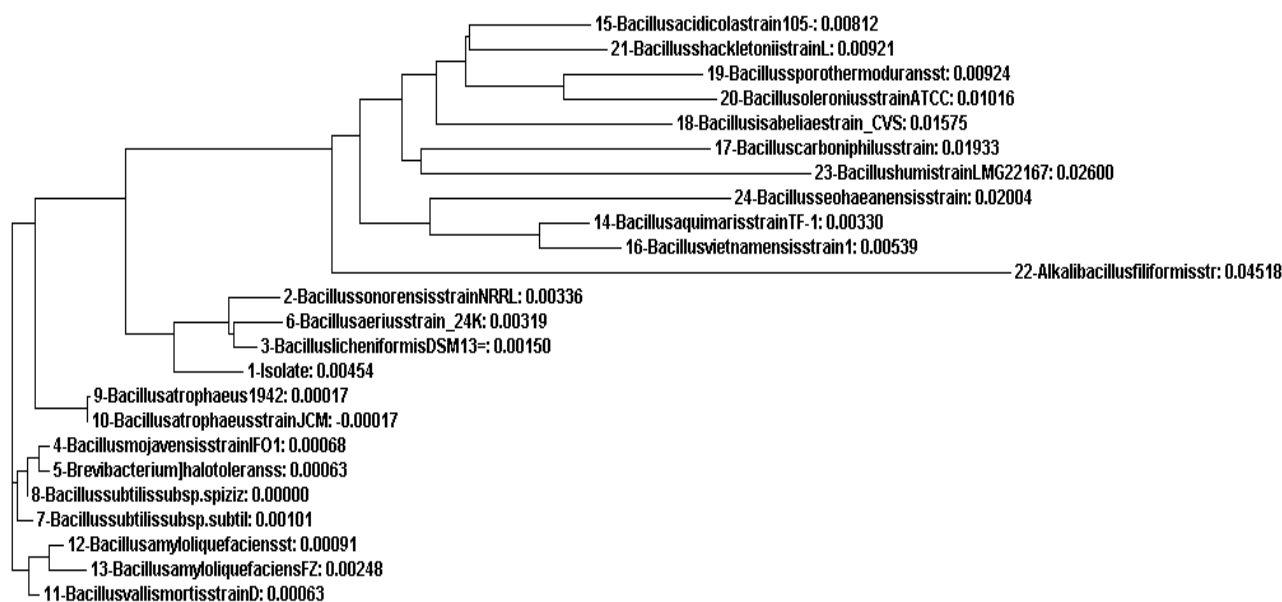 15-Bacillusacidicolastrain105-: 0.00812
21-BacillusshackletoniistrainL: 0.00921
19-Bacillussporothermoduransst: 0.00924
20-BacillusoleroniusstrainATCC: 0.01016
18-Bacillusisabeliaestrain_CVS: 0.01575
17-Bacilluscarboniphilusstrain: 0.01933
23-BacillushumistrainLMG22167: 0.02600
24-Bacillusseohaeanensisstrain: 0.02004
14-BacillusaquimarisstrainTF-1: 0.00330
16-Bacillusvietnamensisstrain1: 0.00539
22-Alkalibacillusfiliformisstr: 0.04518
2-BacillussonorensisstrainNRRL: 0.00336
6-Bacillusaeriusstrain_24K: 0.00319
3-BacilluslicheniformisDSM13=: 0.00150
1-Isolate: 0.00454
9-Bacillusatrophaeus1942: 0.00017
10-BacillusatrophaeusstrainJCM: -0.00017
4-BacillusmojavensisstrainIFO1: 0.00068
5-Brevibacterium]halotoleranss: 0.00063
8-Bacillussubtilissubsp.spiziz: 0.00000
7-Bacillussubtilissubsp.subtil: 0.00101
12-Bacillusamyloliquefaciensst: 0.00091
13-BacillusamyloliquefaciensFZ: 0.00248
11-BacillusvallismortisstrainD: 0.00063